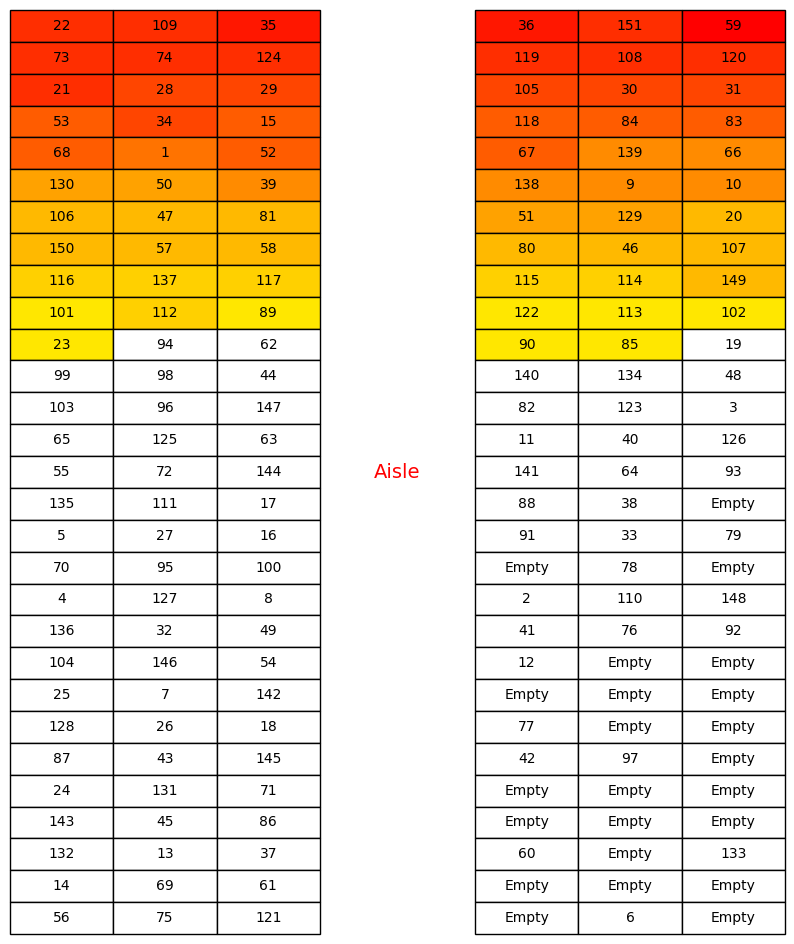 22 109 35 36 151 59
73 74 124 119 108 120
21 28 29 105 30 31
53 34 15 118 84 83
68 1 52 67 139 66
130 50 39 138 9 10
106 47 81 51 129 20
150 57 58 80 46 107
116 137 117 115 114 149
101 112 89 122 113 102
23 94 62 90 85 19
99 98 44 140 134 48
103 96 147 82 123 3
65 125 63 11 40 126
55 72 144 Aisle 141 64 93
135 111 17 88 38 Empty
5 27 16 91 33 79
70 95 100 Empty 78 Empty
4 127 8 2 110 148
136 32 49 41 76 92
104 146 54 12 Empty Empty
25 7 142 Empty Empty Empty
128 26 18 77 Empty Empty
87 43 145 42 97 Empty
24 131 71 Empty Empty Empty
143 45 86 Empty Empty Empty
132 13 37 60 Empty 133
14 69 61 Empty Empty Empty
56 75 121 Empty 6 Empty